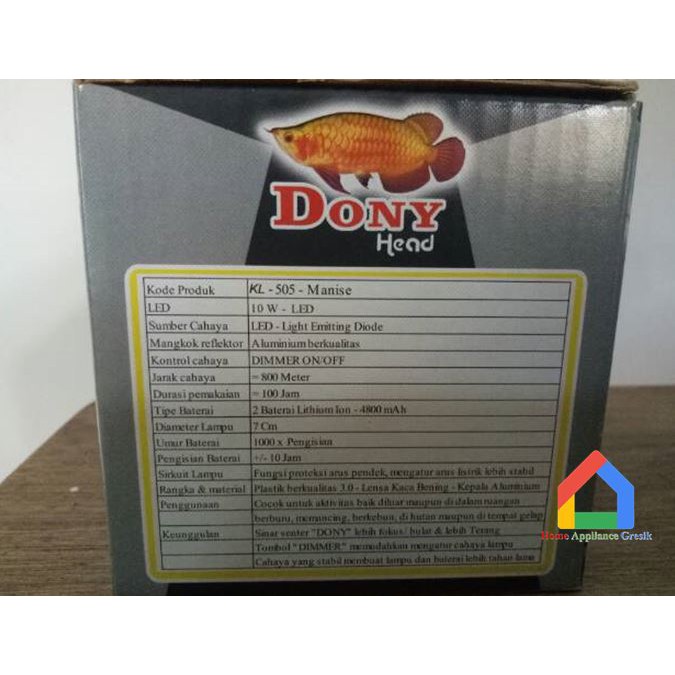 DONY
Head
Kode Produk KL - 505 - Manise
LED 10 W - LED
Sumber Cahaya LED - Light Emitting Diode
Mangkok reflektor Aluminium berkualitas
Kontrol cahaya DIMMER ON/OFF
Jarak cahaya = 800 Meter
Durasi pemakaian = 100 Jam
Tipe Baterai 2 Baterai Lithium Ion - 4800 mAh
Diameter Lampu 7 Cm
Umur Baterai 1000 x Pengisian
Pengisian Baterai +/- 10 Jam
Sirkuit Lampu Fungsi proteksi arus pendek, mengatur arus listrik lebih stabil
Rangka & material Plastik berkualitas 3.0 - Lensa Kaca Bening - Kepala Aluminium
Penggunaan Cocok untuk aktivitas baik diluar maupun di dalam ruangan
berburu, memancing, berkebun, di hutan maupun di tempat gelap
Keunggulan Sinar senter "DONY" lebih fokus/ bulat & lebih Terang
Tombol "DIMMER" memudahkan mengatur cahaya lampu
Cahaya yang stabil membuat lampu dan baterai lebih tahan lama
Home Appliance Gresik